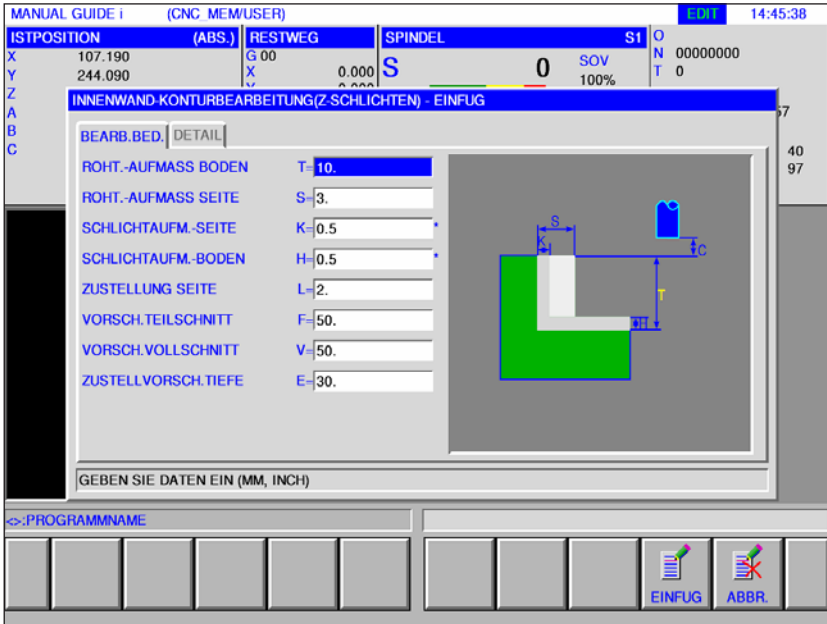 MANUAL GUIDE i (CNC_MEM/USER) EDIT 14:45:38
ISTPOSITION (ABS.) RESTWEG SPINDEL S1 O
X 107.190 G 00 N 00000000
Y 244.090 X 0.000 S 0 SOV 100% T 0
Z
A
B
C
40
97
INNENWAND-KONTURBEARBEITUNG(Z-SCHLICHTEN) - EINFUG
BEARB.BED. DETAIL
ROHT.-AUFMASS BODEN T= 10.
ROHT.-AUFMASS SEITE S= 3.
SCHLICHTAUFM.-SEITE K= 0.5 *
SCHLICHTAUFM.-BODEN H= 0.5 *
ZUSTELLUNG SEITE L= 2.
VORSCH.TEILSCHNITT F= 50.
VORSCH.VOLLSCHNITT V= 50.
ZUSTELLVORSCH.TIEFE E= 30.
S
K
C
T
H
GEBEN SIE DATEN EIN (MM, INCH)
<>:PROGRAMMNAME
EINFUG ABBR.